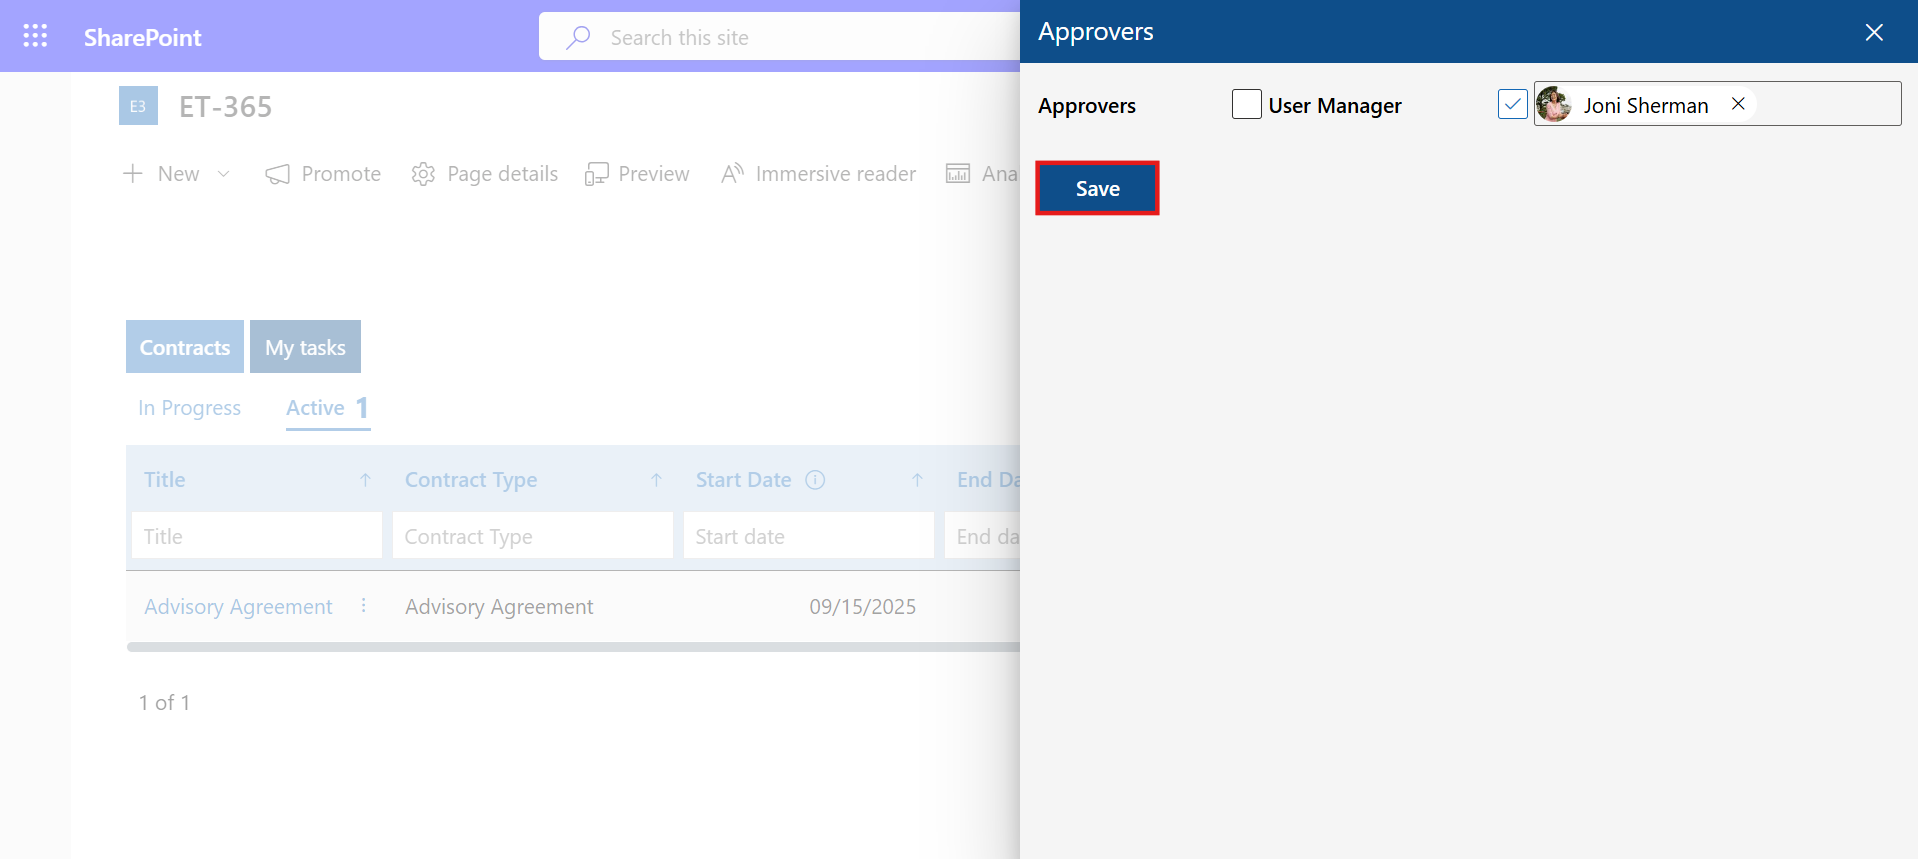 SharePoint
Search this site
E3
ET-365
New
Promote
Page details
Preview
Immersive reader
Ana
Contracts
My tasks
In Progress
Active 1
Title
Contract Type
Start Date
End Da
Title
Contract Type
Start date
End da
Advisory Agreement
Advisory Agreement
09/15/2025
1 of 1
Approvers
Approvers
User Manager
Joni Sherman
Save